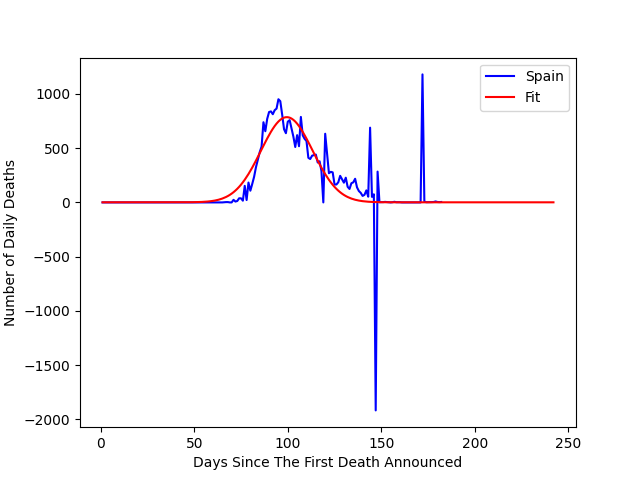 Spain
Fit
1000
500
0
−500
−1000
−1500
−2000
Number of Daily Deaths
0 50 100 150 200 250
Days Since The First Death Announced